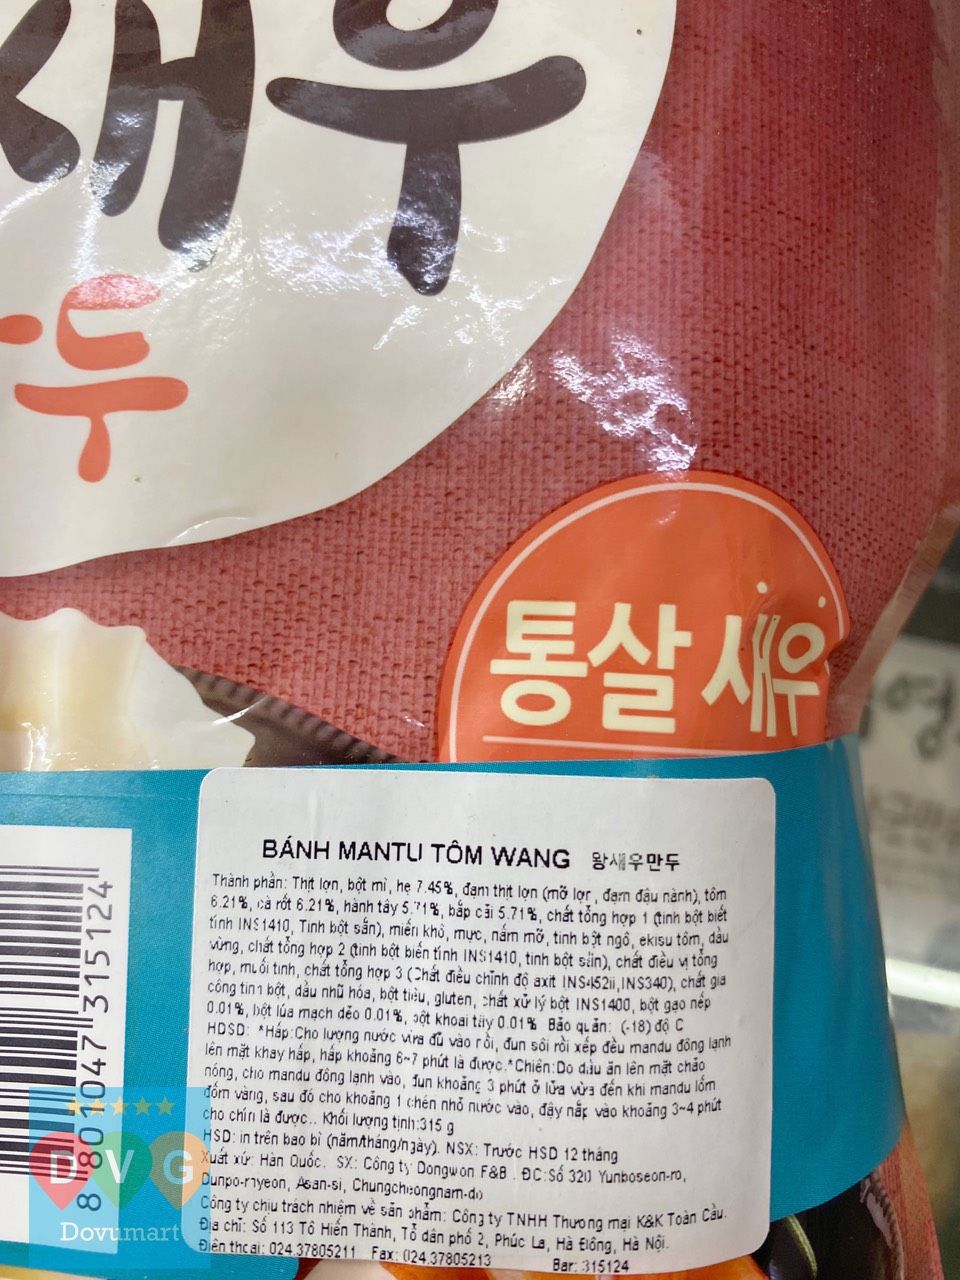 새우
두
통살 새우
BÁNH MANTU TÔM WANG 왕새우만두
Thành phần: Thịt lợn, bột mì, hẹ 7.45%, đạm thịt lợn (mỡ lợn, đạm đậu nành), tôm
6.21%, cà rốt 6.21%, hành tây 5.71%, bắp cải 5.71%, chất tổng hợp 1 (tinh bột biết
tính INS1410, Tinh bột sắn), miến khô, mực, nấm mỡ, tinh bột ngô, ekisu tôm, dầu
vừng, chất tổng hợp 2 (tinh bột biến tính INS1410, tinh bột sắn), chất điều vị tổng
hợp, muối tinh, chất tổng hợp 3 (Chất điều chỉnh độ axit INS452ii,INS340), chất gia
công tinh bột, dầu nhũ hóa, bột tiêu, gluten, chất xử lý bột INS1400, bột gạo nếp
0.01%, bột lúa mạch dẻo 0.01%, bột khoai tây 0.01% Bảo quản: (-18) độ C
HDSD: *Hấp:Cho lượng nước vừa đủ vào nồi, đun sôi rồi xếp đều mandu đông lạnh
lên mặt khay hấp, hấp khoảng 6~7 phút là được.*Chiên:Do dầu ăn lên mặt chảo
nóng, cho mandu đông lạnh vào, đun khoảng 3 phút ở lửa vừa đến khi mandu lốm
đốm vàng, sau đó cho khoảng 1 chén nhỏ nước vào, đậy nắp vào khoảng 3~4 phút
cho chín là được.. Khối lượng tịnh:315 g
HSD: in trên bao bì (năm/tháng/ngày). NSX: Trước HSD 12 tháng
Xuất xứ: Hàn Quốc. SX: Công ty Dongwon F&B . ĐC:Số 320 Yunboseon-ro,
Dunpo-myeon, Asan-si, Chungcheongnam-do
Công ty chịu trách nhiệm về sản phẩm: Công ty TNHH Thương mại K&K Toàn Cầu.
Địa chỉ: Số 113 Tô Hiến Thành, Tổ dân phố 2, Phúc La, Hà Đông, Hà Nội.
Điện thoại: 024.37805211 Fax: 024.37805213 Bar: 315124
8 801047 315124
DVG
Dovumart
영